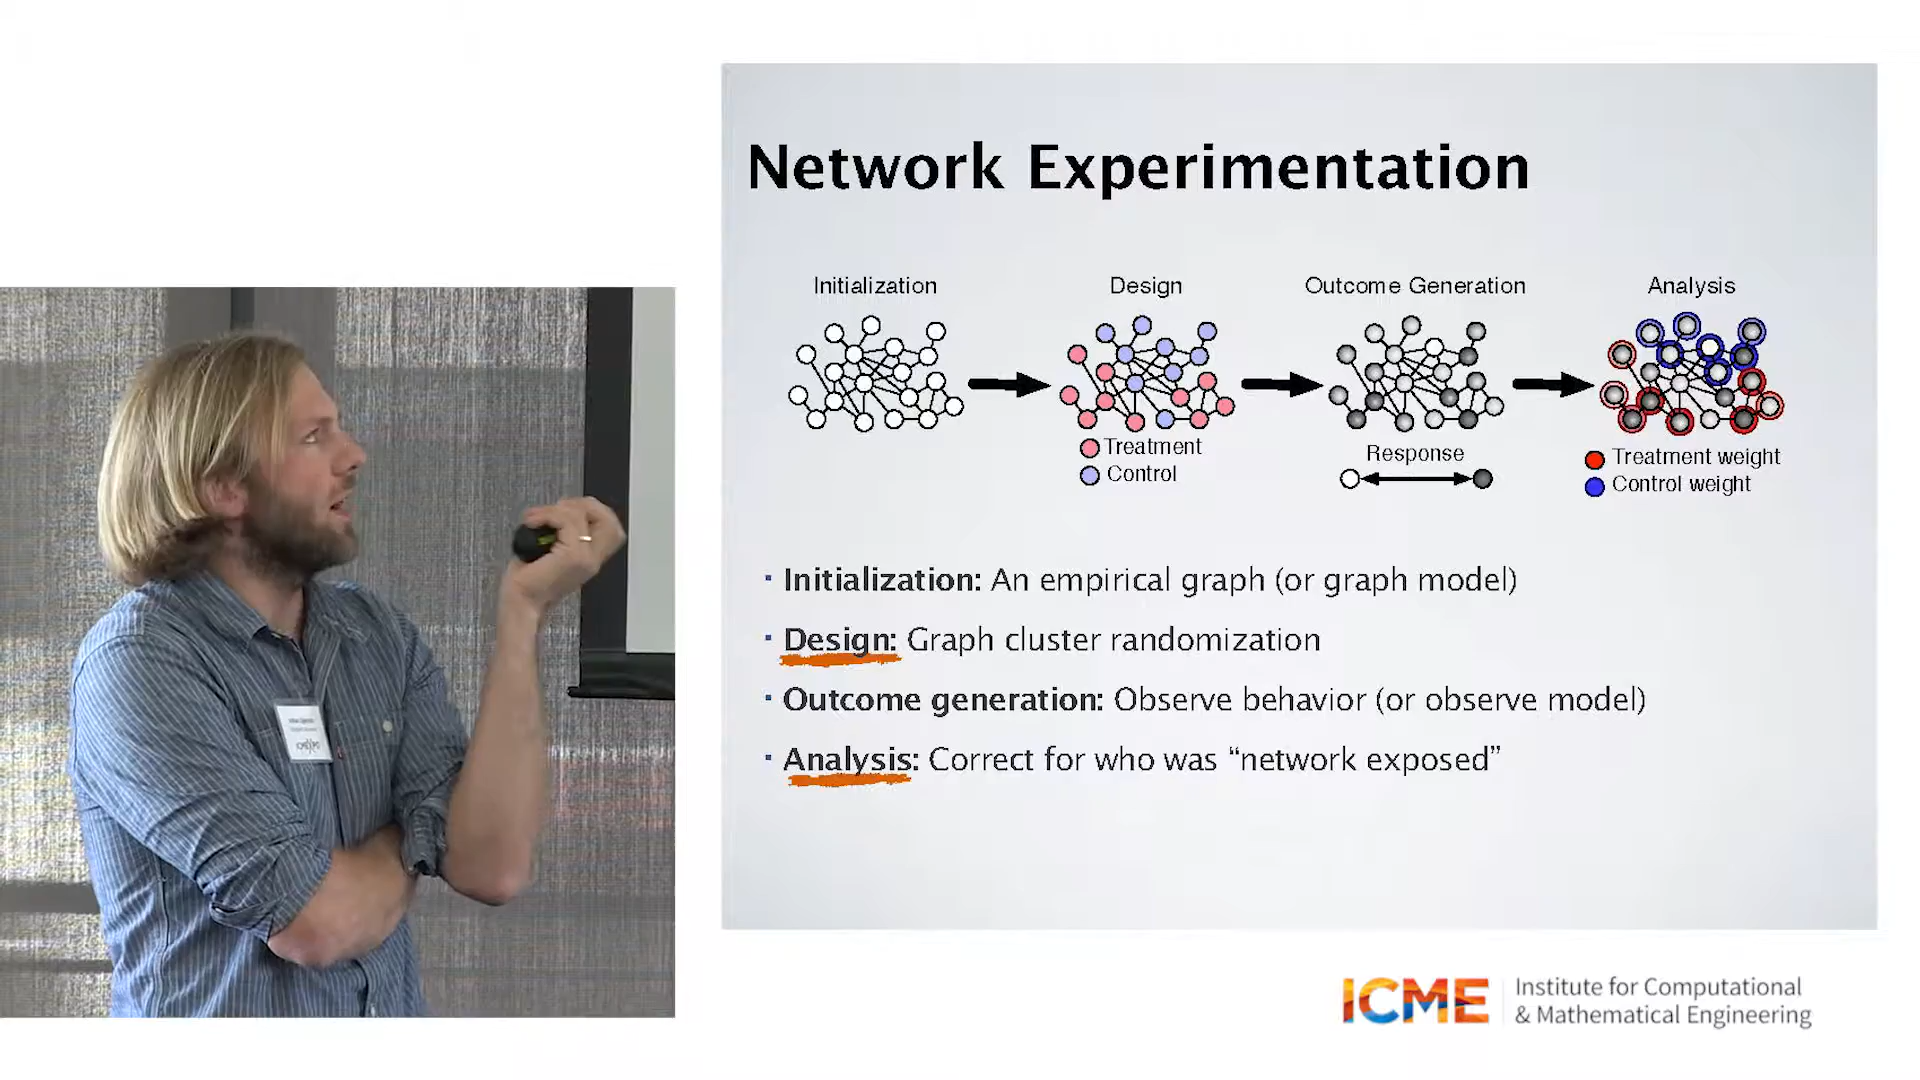 Network Experimentation
Initialization
Design
Outcome Generation
Analysis
Treatment
Control
Response
Treatment weight
Control weight
· Initialization: An empirical graph (or graph model)
· Design: Graph cluster randomization
· Outcome generation: Observe behavior (or observe model)
· Analysis: Correct for who was “network exposed”
ICME
Institute for Computational
& Mathematical Engineering